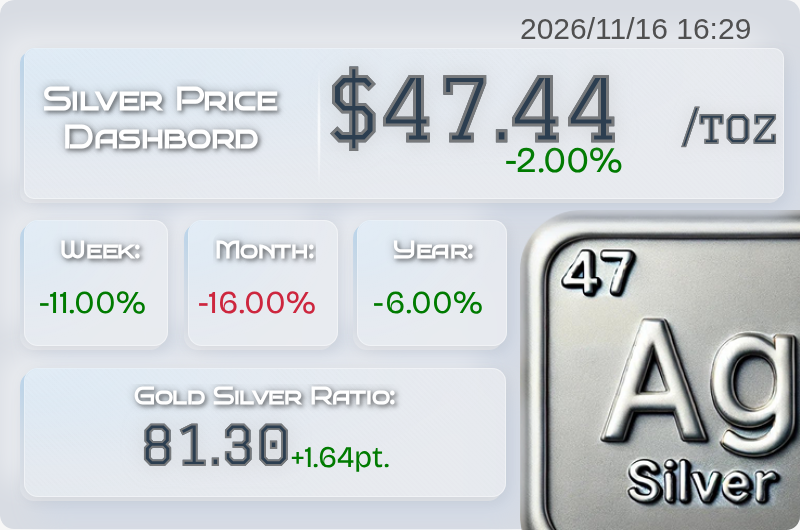 2026/11/16 16:29
Silver Price
Dashbord
$47.44 /TOZ
-2.00%
Week: Month: Year:
-11.00% -16.00% -6.00%
Gold Silver Ratio:
81.30 +1.64pt.
47
Ag
Silver